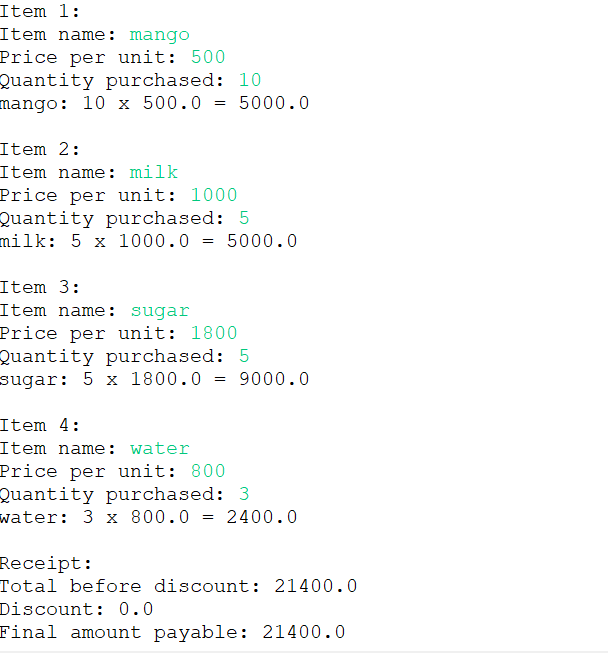 Item 1:
Item name: mango
Price per unit: 500
Quantity purchased: 10
mango: 10 x 500.0 = 5000.0
Item 2:
Item name: milk
Price per unit: 1000
Quantity purchased: 5
milk: 5 x 1000.0 = 5000.0
Item 3:
Item name: sugar
Price per unit: 1800
Quantity purchased: 5
sugar: 5 x 1800.0 = 9000.0
Item 4:
Item name: water
Price per unit: 800
Quantity purchased: 3
water: 3 x 800.0 = 2400.0
Receipt:
Total before discount: 21400.0
Discount: 0.0
Final amount payable: 21400.0